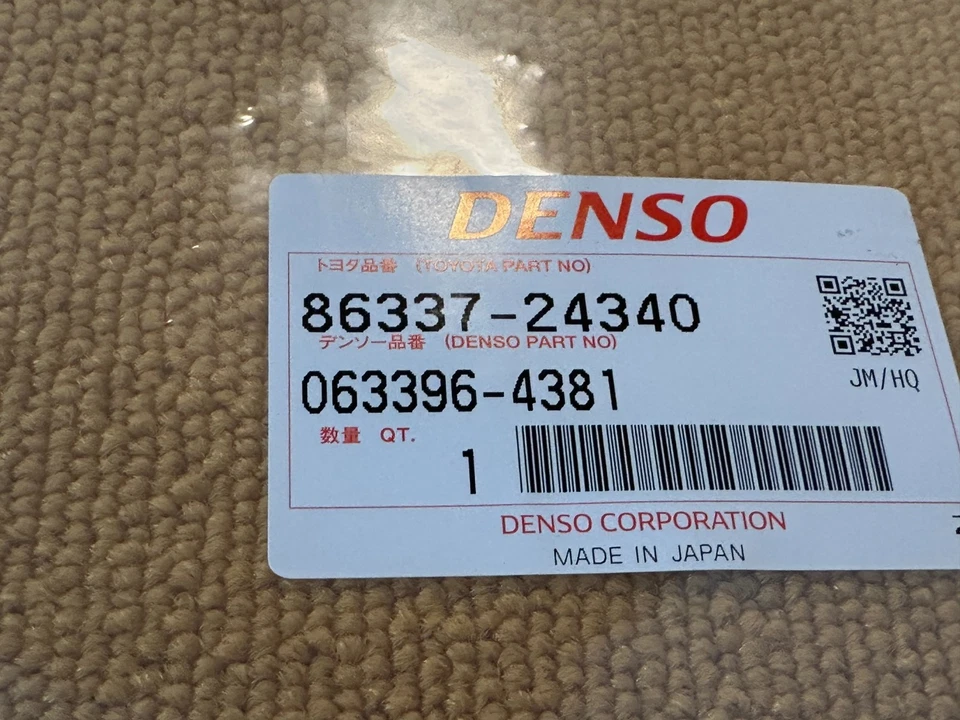 DENSO
トヨタ品番 (TOYOTA PART NO)
86337-24340
デンソー品番 (DENSO PART NO)
063396-4381
JM/HQ
数量 QT.
1
DENSO CORPORATION
MADE IN JAPAN